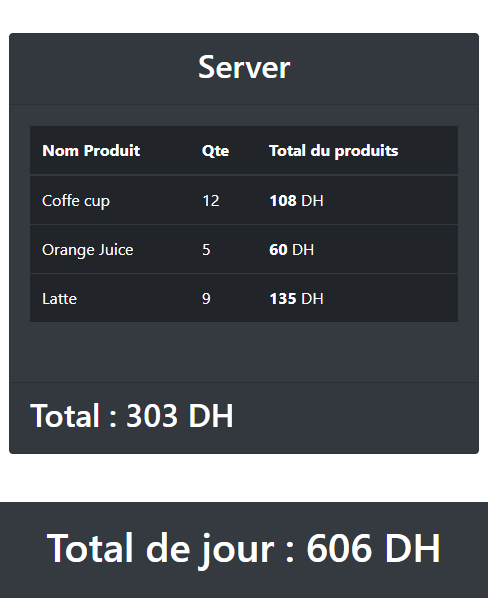 Server
Nom Produit Qte Total du produits
Coffe cup 12 108 DH
Orange Juice 5 60 DH
Latte 9 135 DH
Total : 303 DH
Total de jour : 606 DH